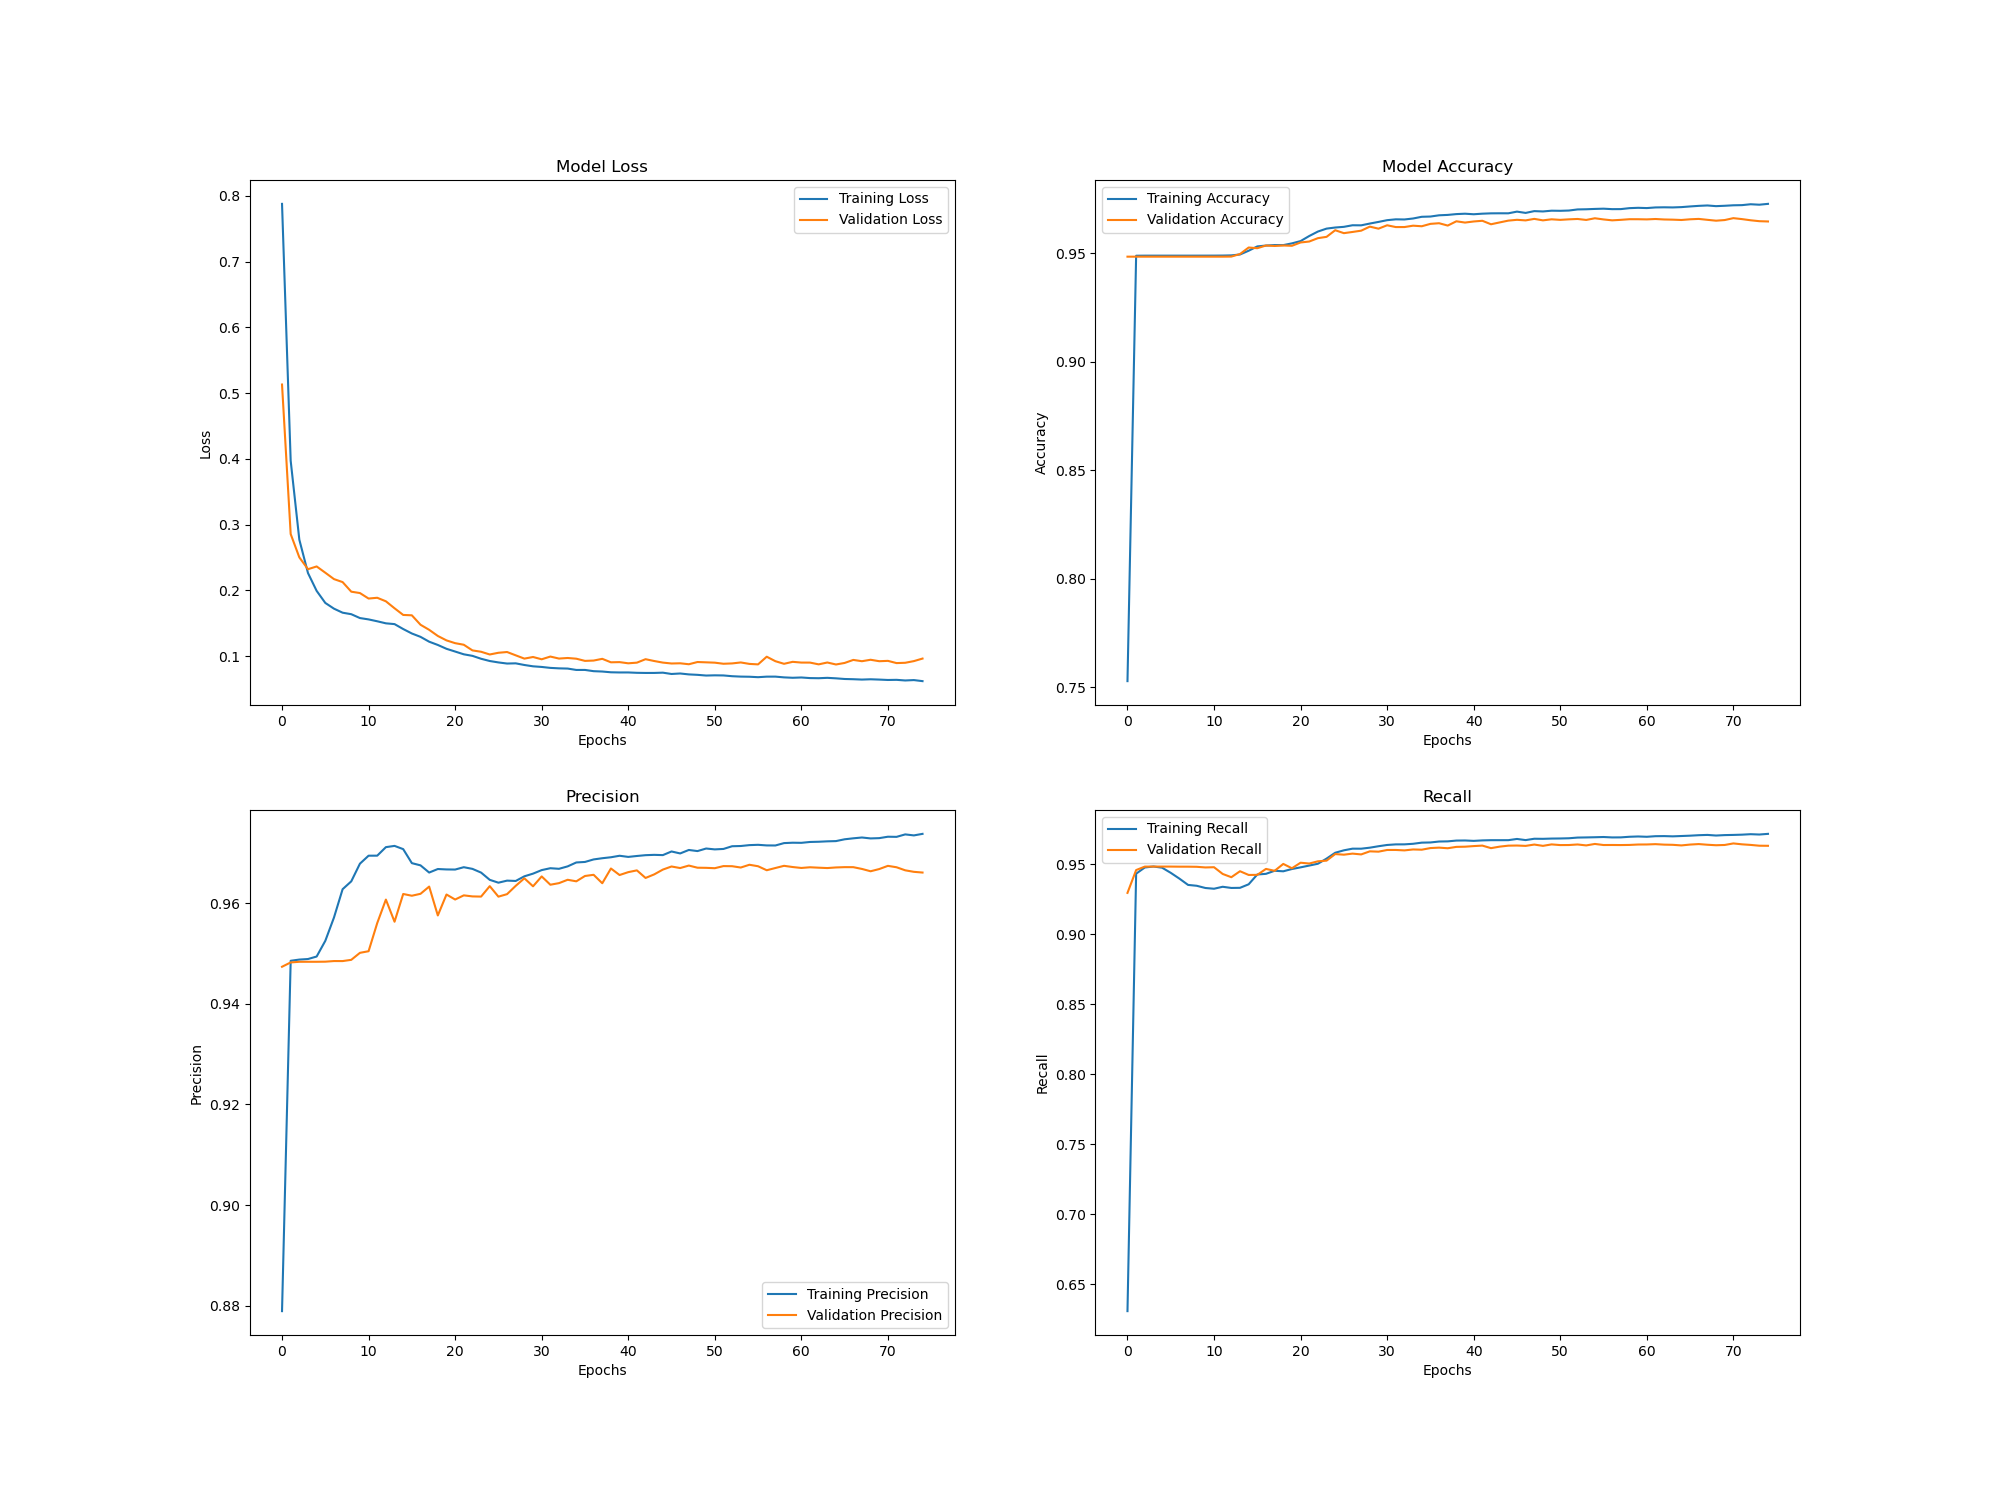 Model Loss
Training Loss
Validation Loss
0.8
0.7
0.6
0.5
0.4
0.3
0.2
0.1
Loss
0 10 20 30 40 50 60 70
Epochs
Model Accuracy
Training Accuracy
Validation Accuracy
0.95
0.90
0.85
0.80
0.75
Accuracy
0 10 20 30 40 50 60 70
Epochs
Precision
0.96
0.94
0.92
0.90
0.88
Precision
Training Precision
Validation Precision
0 10 20 30 40 50 60 70
Epochs
Recall
Training Recall
Validation Recall
0.95
0.90
0.85
0.80
0.75
0.70
0.65
Recall
0 10 20 30 40 50 60 70
Epochs